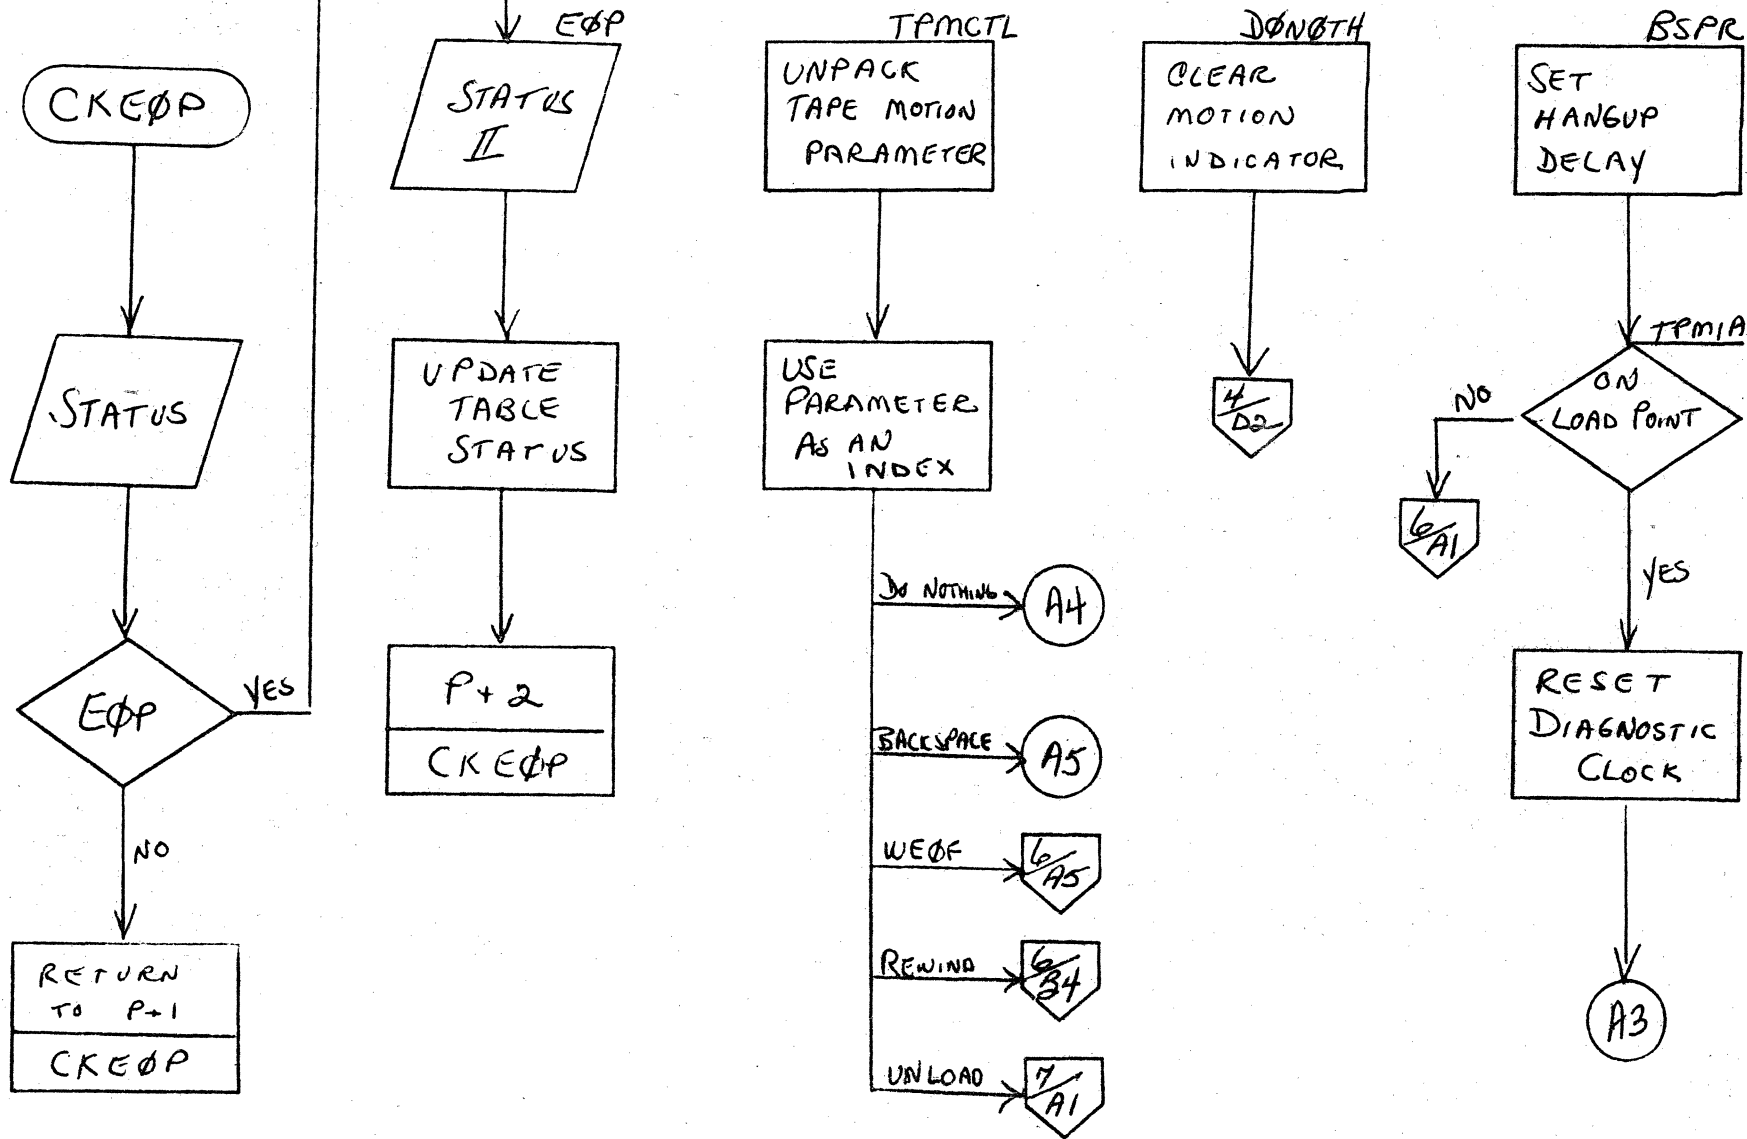 CKEØP
STATUS
EØP
YES
NO
RETURN
TO P+1
CKEØP
EØP
STATUS
II
UPDATE
TABLE
STATUS
P+2
CKEØP
TPMCTL
UNPACK
TAPE MOTION
PARAMETER
USE
PARAMETER
AS AN
INDEX
DO NOTHING
A4
BACKSPACE
A5
WEØF
6/A5
REWIND
6/B4
UNLOAD
7/A1
DØNØTH
CLEAR
MOTION
INDICATOR
4/D2
BSPR
SET
HANGUP
DELAY
TPM1A
ON
LOAD POINT
NO
6/A1
YES
RESET
DIAGNOSTIC
CLOCK
A3